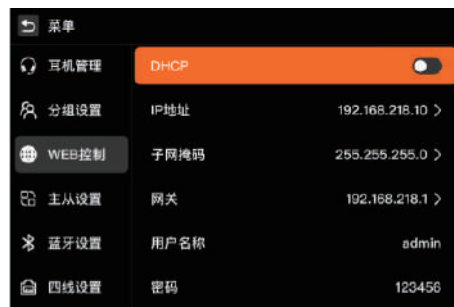 菜单
耳机管理
DHCP
分组设置
IP地址 192.168.218.10 >
WEB控制
子网掩码 255.255.255.0 >
主从设置
网关 192.168.218.1 >
蓝牙设置
用户名称 admin
四线设置
密码 123456